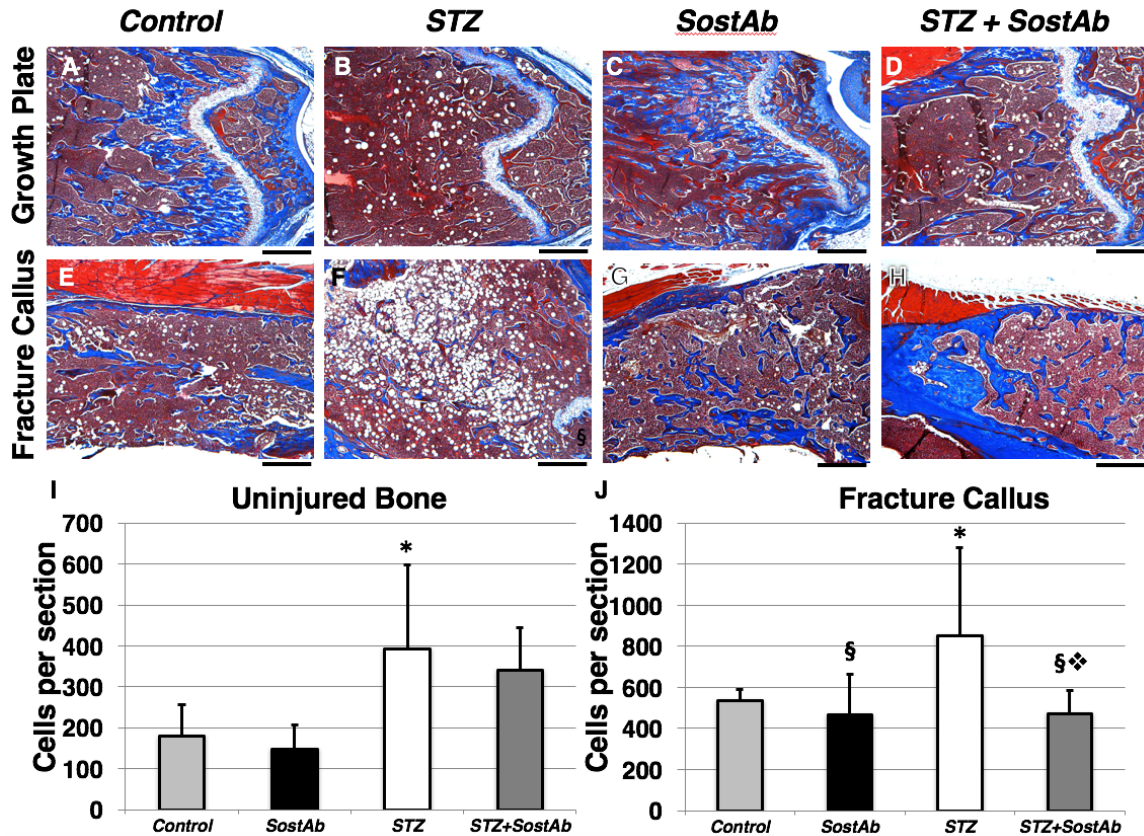 Control STZ SostAb STZ + SostAb
Growth Plate
A B C D
Fracture Callus
E F G H
§
I Uninjured Bone
Cells per section
700
600
500
400
300
200
100
0
*
Control SostAb STZ STZ+SostAb
J Fracture Callus
Cells per section
1400
1200
1000
800
600
400
200
0
§ * §❖
Control SostAb STZ STZ+SostAb